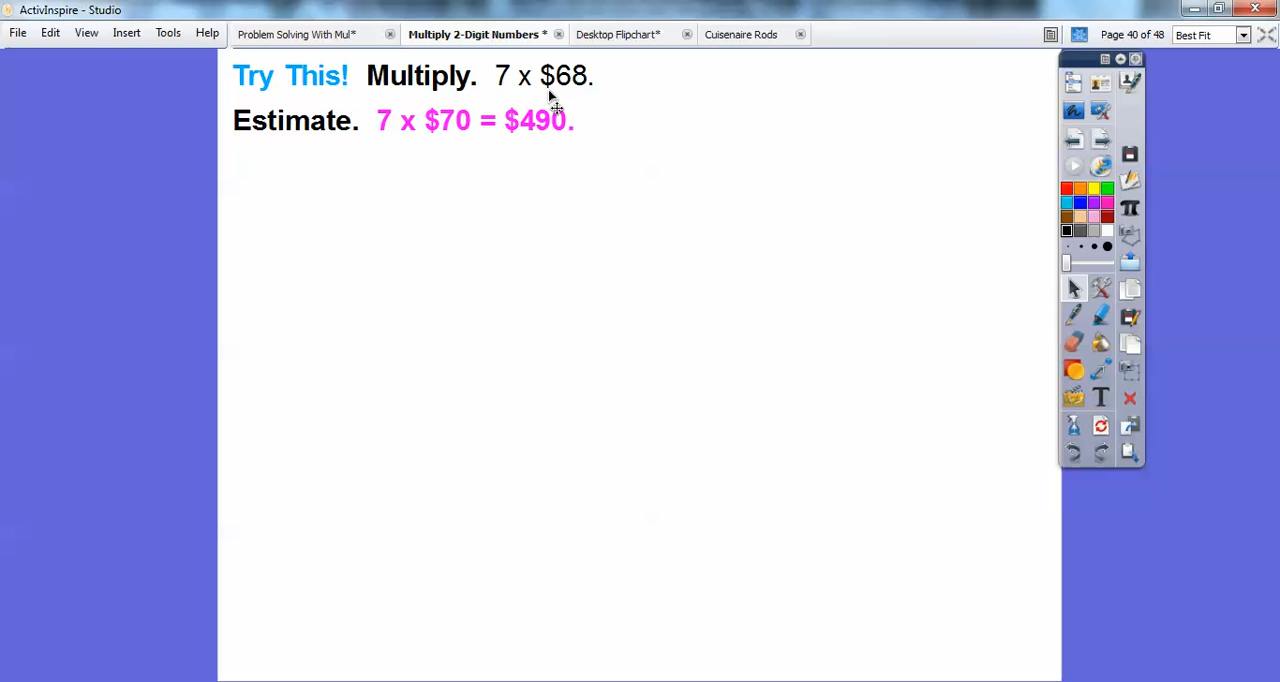 ActivInspire - Studio
File Edit View Insert Tools Help
Problem Solving With Mul* Multiply 2-Digit Numbers * Desktop Flipchart* Cuisenaire Rods
Page 40 of 48 Best Fit
Try This! Multiply. 7 x $68.
Estimate. 7 x $70 = $490.